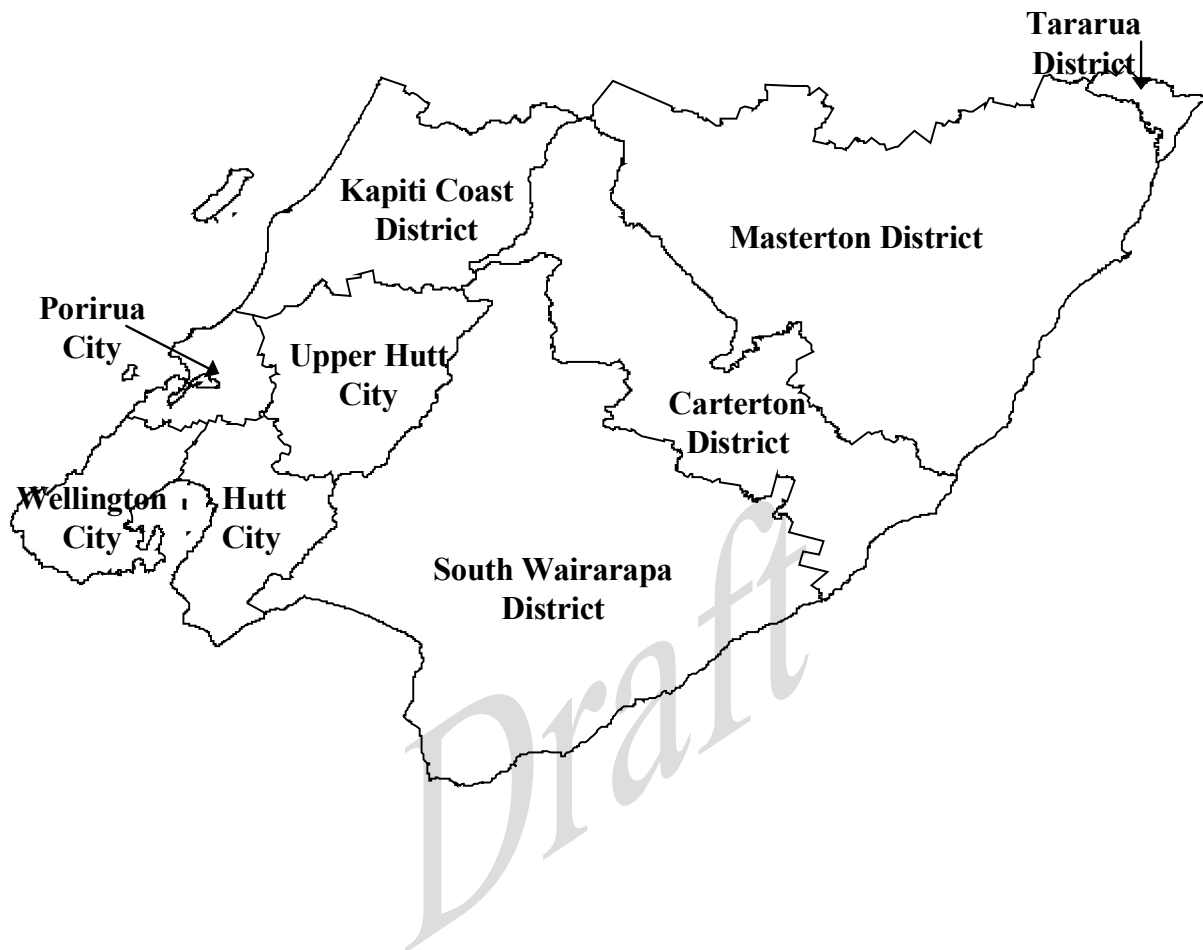 Tararua
District
Kapiti Coast
District
Masterton District
Porirua
City
Upper Hutt
City
Carterton
District
Wellington
City
Hutt
City
South Wairarapa
District
Draft